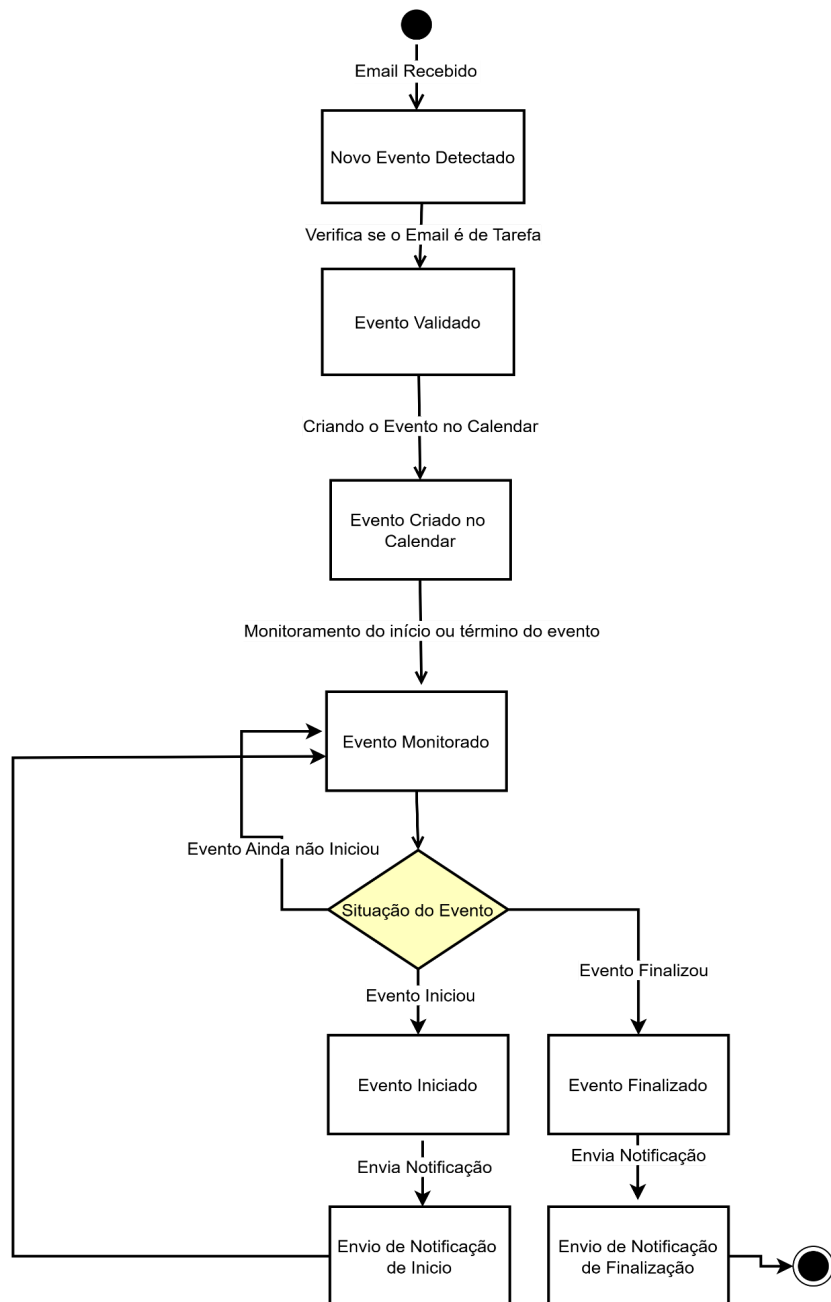 Email Recebido
Novo Evento Detectado
Verifica se o Email é de Tarefa
Evento Validado
Criando o Evento no Calendar
Evento Criado no
Calendar
Monitoramento do início ou término do evento
Evento Monitorado
Evento Ainda não Iniciou
Situação do Evento
Evento Finalizou
Evento Iniciou
Evento Iniciado
Evento Finalizado
Envia Notificação
Envia Notificação
Envio de Notificação
de Inicio
Envio de Notificação
de Finalização